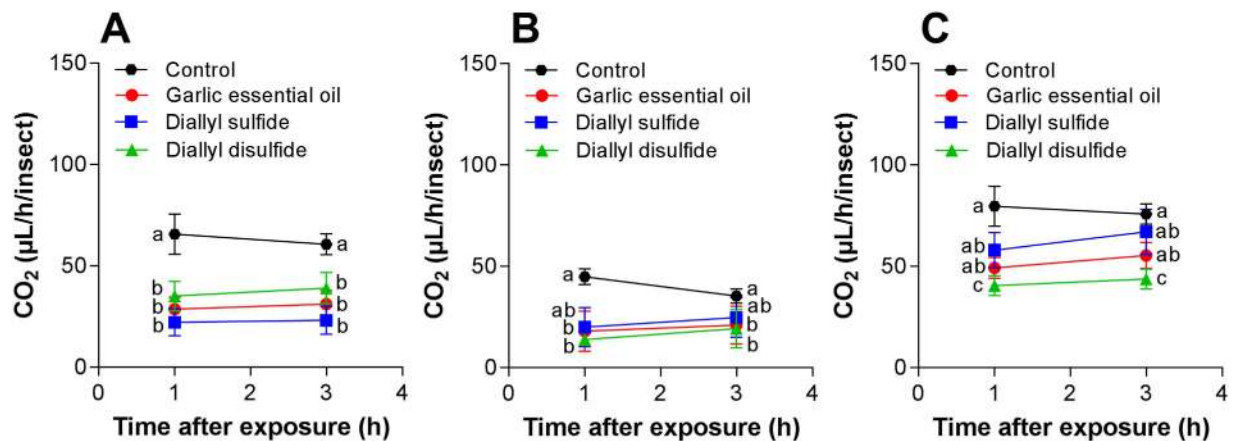 A
150
100
50
0
CO2 (µL/h/insect)
Control
Garlic essential oil
Diallyl sulfide
Diallyl disulfide
a
a
b
b
b
b
b
b
0
1
2
3
4
Time after exposure (h)
B
150
100
50
0
CO2 (µL/h/insect)
Control
Garlic essential oil
Diallyl sulfide
Diallyl disulfide
a
a
ab
ab
b
b
b
b
0
1
2
3
4
Time after exposure (h)
C
150
100
50
0
CO2 (µL/h/insect)
Control
Garlic essential oil
Diallyl sulfide
Diallyl disulfide
a
a
ab
ab
ab
ab
c
c
0
1
2
3
4
Time after exposure (h)